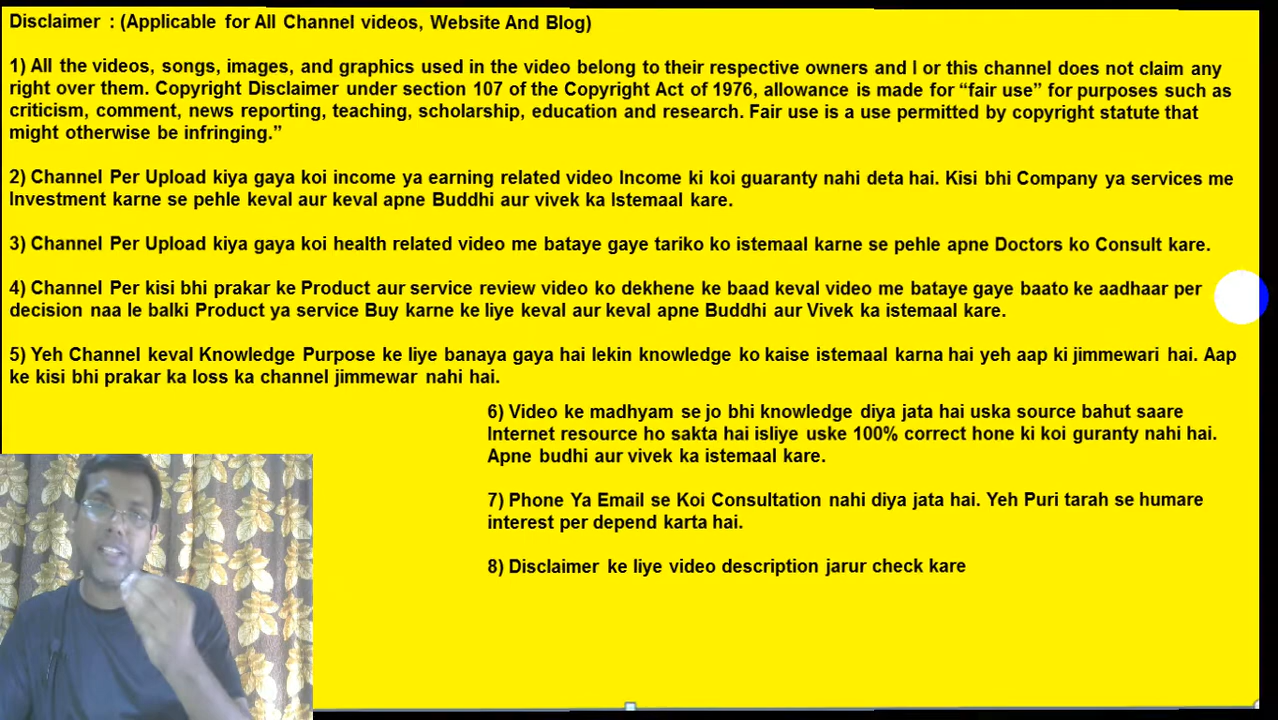 Disclaimer : (Applicable for All Channel videos, Website And Blog)
1) All the videos, songs, images, and graphics used in the video belong to their respective owners and I or this channel does not claim any
right over them. Copyright Disclaimer under section 107 of the Copyright Act of 1976, allowance is made for “fair use” for purposes such as
criticism, comment, news reporting, teaching, scholarship, education and research. Fair use is a use permitted by copyright statute that
might otherwise be infringing.”
2) Channel Per Upload kiya gaya koi income ya earning related video Income ki koi guaranty nahi deta hai. Kisi bhi Company ya services me
Investment karne se pehle keval aur keval apne Buddhi aur vivek ka Istemaal kare.
3) Channel Per Upload kiya gaya koi health related video me bataye gaye tariko ko istemaal karne se pehle apne Doctors ko Consult kare.
4) Channel Per kisi bhi prakar ke Product aur service review video ko dekhene ke baad keval video me bataye gaye baato ke aadhaar per
decision naa le balki Product ya service Buy karne ke liye keval aur keval apne Buddhi aur Vivek ka istemaal kare.
5) Yeh Channel keval Knowledge Purpose ke liye banaya gaya hai lekin knowledge ko kaise istemaal karna hai yeh aap ki jimmewari hai. Aap
ke kisi bhi prakar ka loss ka channel jimmewar nahi hai.
6) Video ke madhyam se jo bhi knowledge diya jata hai uska source bahut saare
Internet resource ho sakta hai isliye uske 100% correct hone ki koi guranty nahi hai.
Apne budhi aur vivek ka istemaal kare.
7) Phone Ya Email se Koi Consultation nahi diya jata hai. Yeh Puri tarah se humare
interest per depend karta hai.
8) Disclaimer ke liye video description jarur check kare